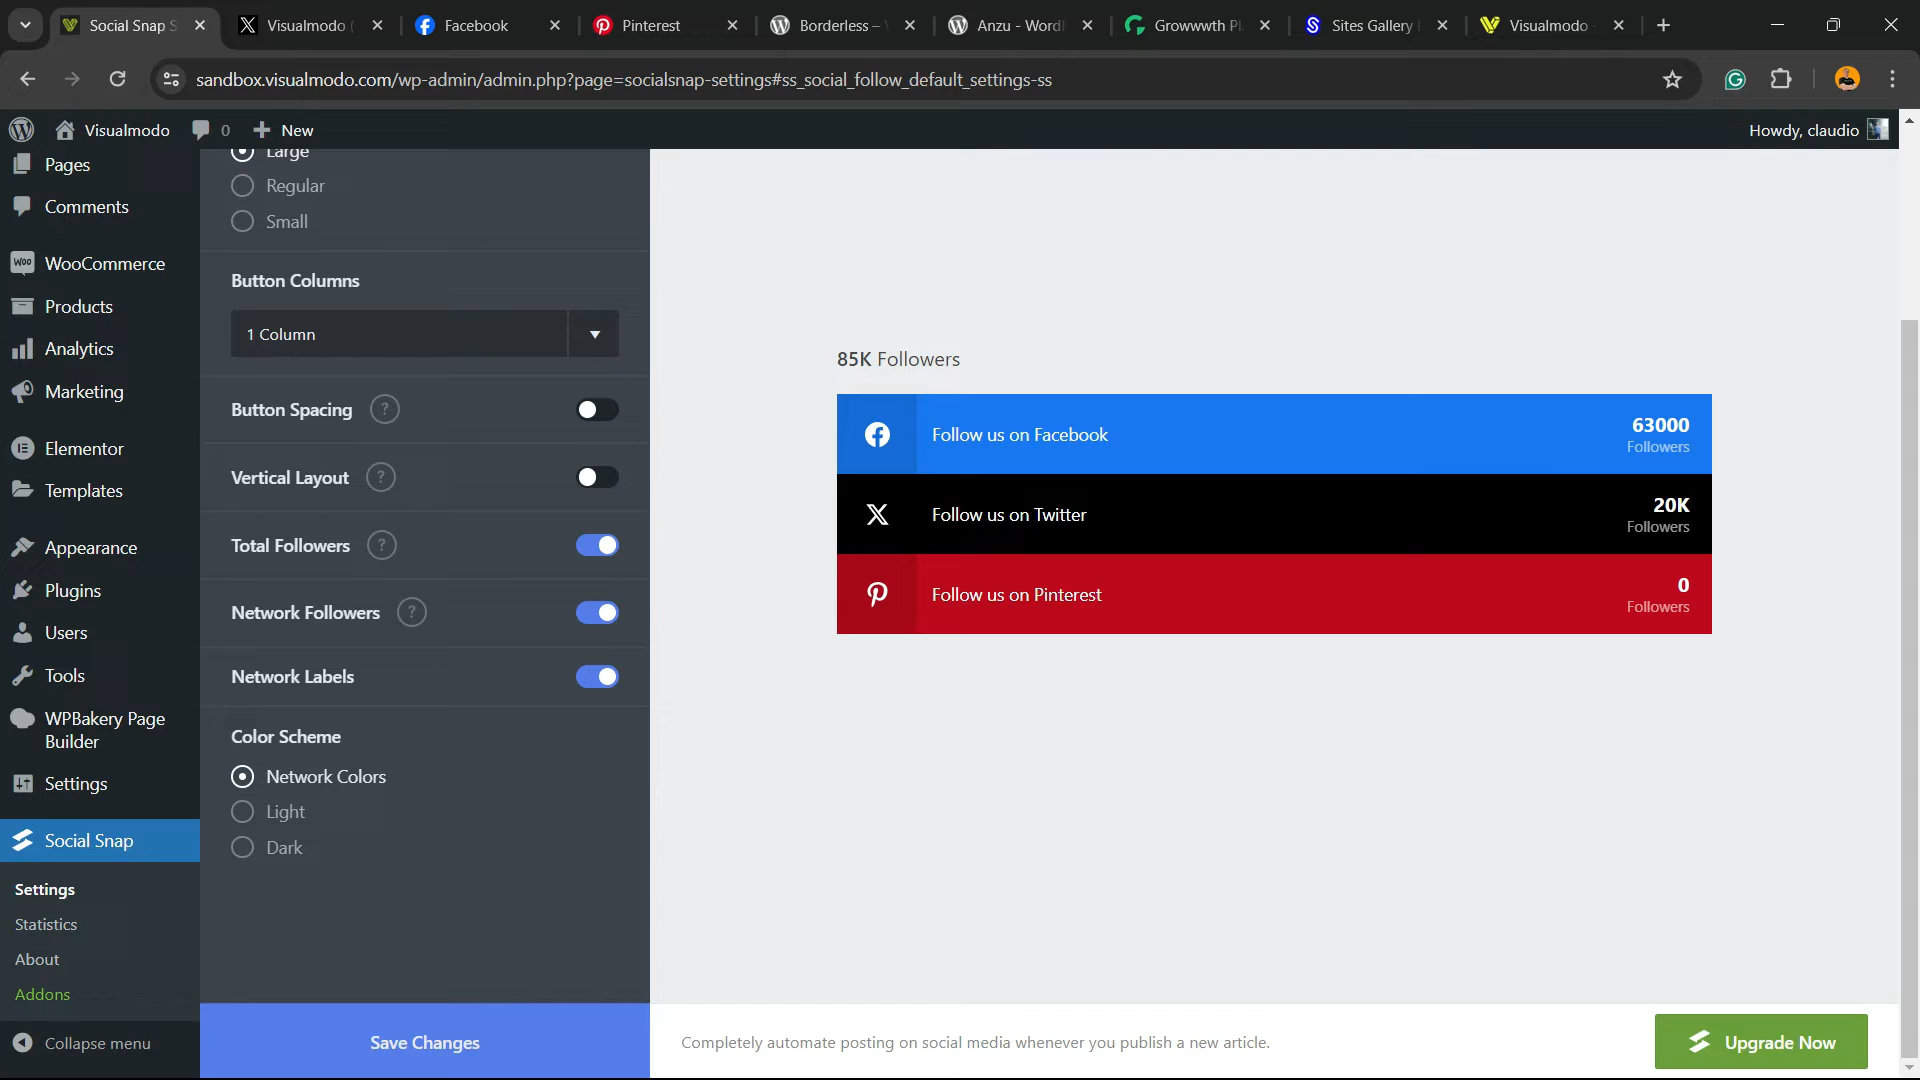 Social Snap S
Visualmodo (
Facebook
Pinterest
Borderless –
Anzu - Word
Growwwth Pl
Sites Gallery
Visualmodo
sandbox.visualmodo.com/wp-admin/admin.php?page=socialsnap-settings#ss_social_follow_default_settings-ss
Visualmodo
0
New
Howdy, claudio
Pages
Comments
WooCommerce
Products
Analytics
Marketing
Elementor
Templates
Appearance
Plugins
Users
Tools
WPBakery Page
Builder
Settings
Social Snap
Settings
Statistics
About
Addons
Collapse menu
Large
Regular
Small
Button Columns
1 Column
Button Spacing ?
Vertical Layout ?
Total Followers ?
Network Followers ?
Network Labels
Color Scheme
Network Colors
Light
Dark
Save Changes
85K Followers
Follow us on Facebook
63000
Followers
Follow us on Twitter
20K
Followers
Follow us on Pinterest
0
Followers
Completely automate posting on social media whenever you publish a new article.
Upgrade Now